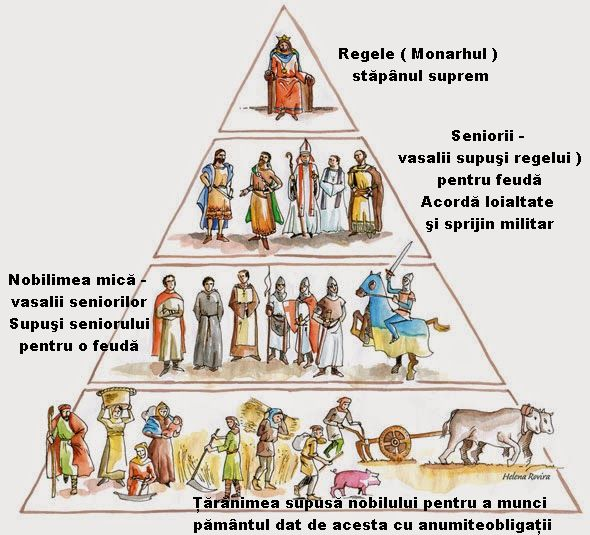 Regele ( Monarhul )
stăpânul suprem
Seniorii -
vasalii supuşi regelui )
pentru feudă
Acordă loialtate
şi sprijin militar
Nobilimea mică -
vasalii seniorilor
Supuşi seniorului
pentru o feudă
Helena Rovira
Ţărănimea supusă nobilului pentru a munci
pământul dat de acesta cu anumiteobligaţii